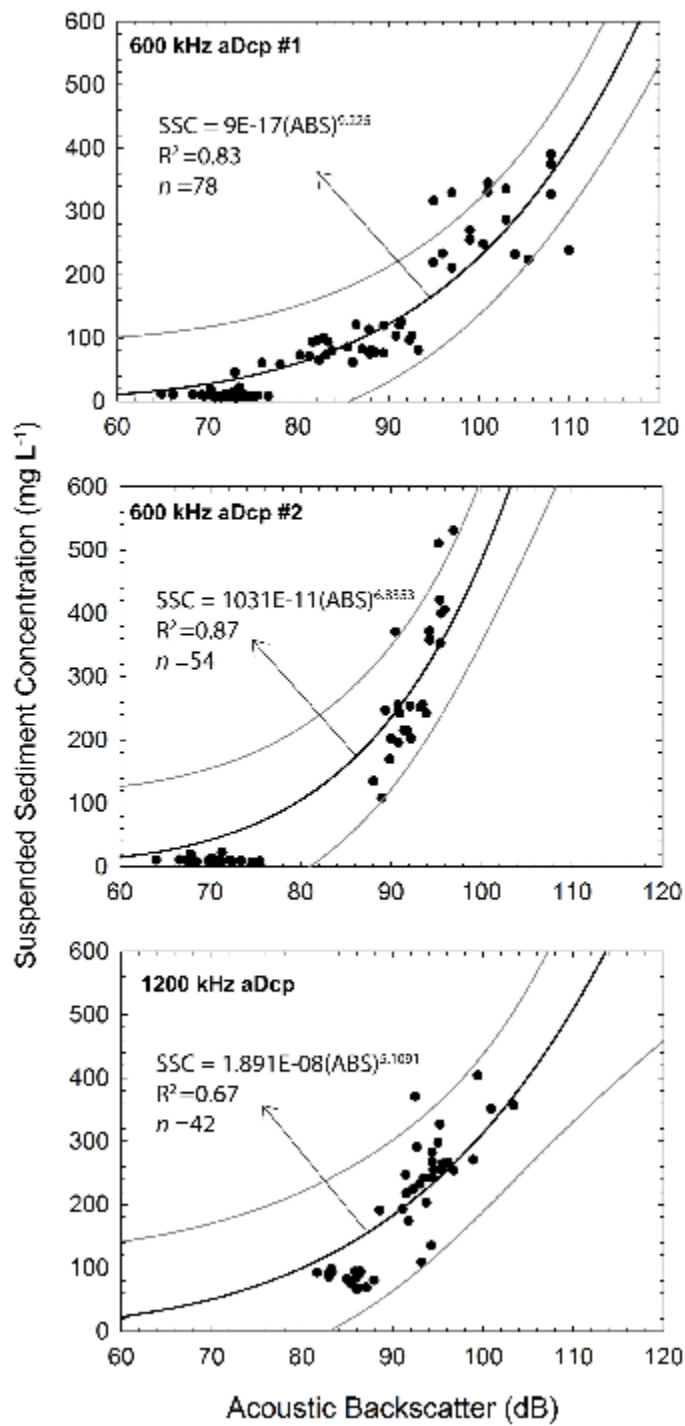 600
600 kHz aDcp #1
500
SSC = 9E-17(ABS)
400
R² =0.83
n =78
300
200
100
0
60 70 80 90 100 110 120
600
600 kHz aDcp #2
500
SSC = 1031E-11(ABS)
400
R² =0.87
n =54
300
200
100
0
60 70 80 90 100 110 120
600
1200 kHz aDcp
500
SSC = 1.891E-08(ABS)^5.1091
400
R² =0.67
n =42
300
200
100
0
60 70 80 90 100 110 120
Suspended Sediment Concentration (mg L⁻¹)
Acoustic Backscatter (dB)